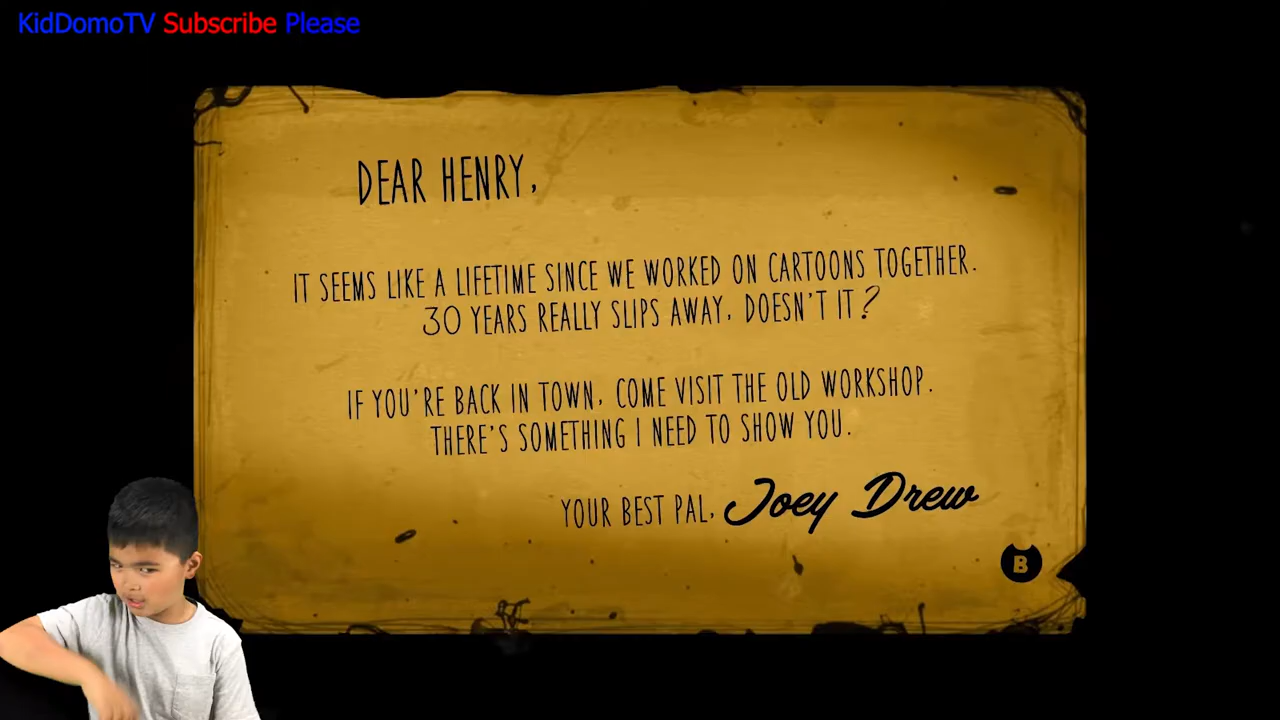 KidDomoTV Subscribe Please
DEAR HENRY,
IT SEEMS LIKE A LIFETIME SINCE WE WORKED ON CARTOONS TOGETHER.
30 YEARS REALLY SLIPS AWAY, DOESN'T IT?
IF YOU'RE BACK IN TOWN, COME VISIT THE OLD WORKSHOP.
THERE'S SOMETHING I NEED TO SHOW YOU.
YOUR BEST PAL, Joey Drew
B